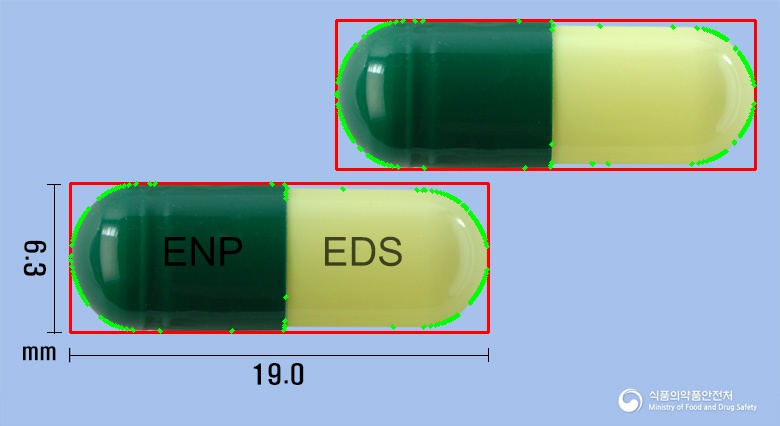 ENP EDS
6.3
mm
19.0
식품의약품안전처
Ministry of Food and Drug Safety